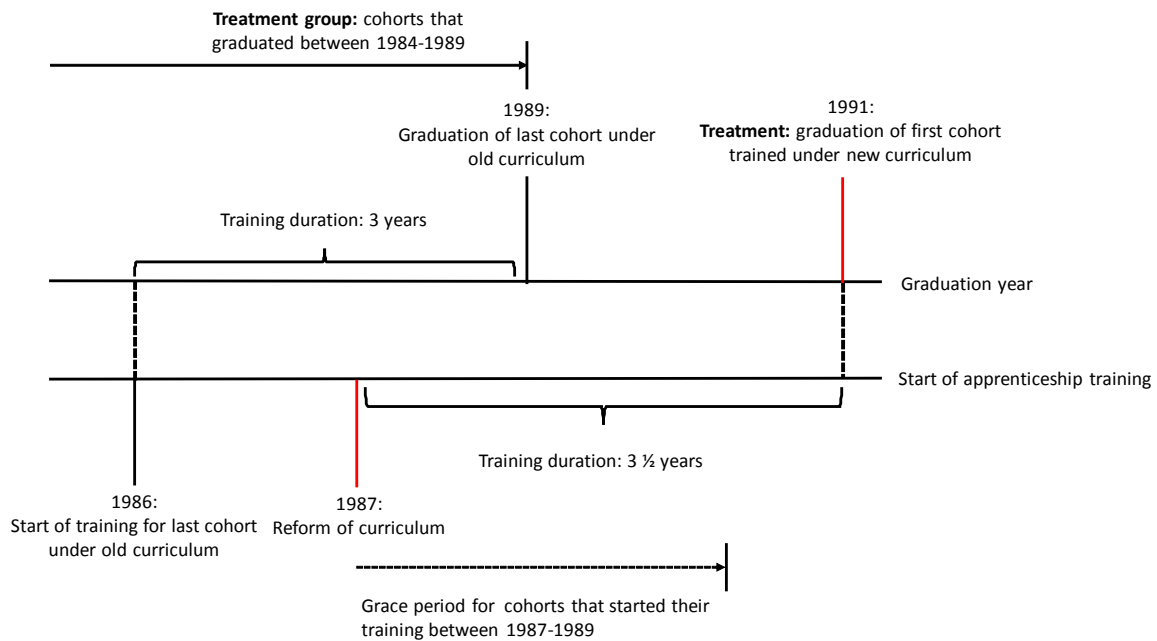 Treatment group: cohorts that
graduated between 1984-1989
1989:
Graduation of last cohort under
old curriculum
1991:
Treatment: graduation of first cohort
trained under new curriculum
Training duration: 3 years
Graduation year
Start of apprenticeship training
Training duration: 3 ½ years
1986:
Start of training for last cohort
under old curriculum
1987:
Reform of curriculum
Grace period for cohorts that started their
training between 1987-1989